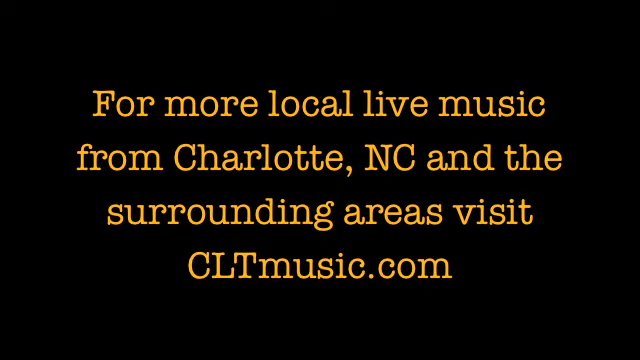 For more local live music
from Charlotte, NC and the
surrounding areas visit
CLTmusic.com